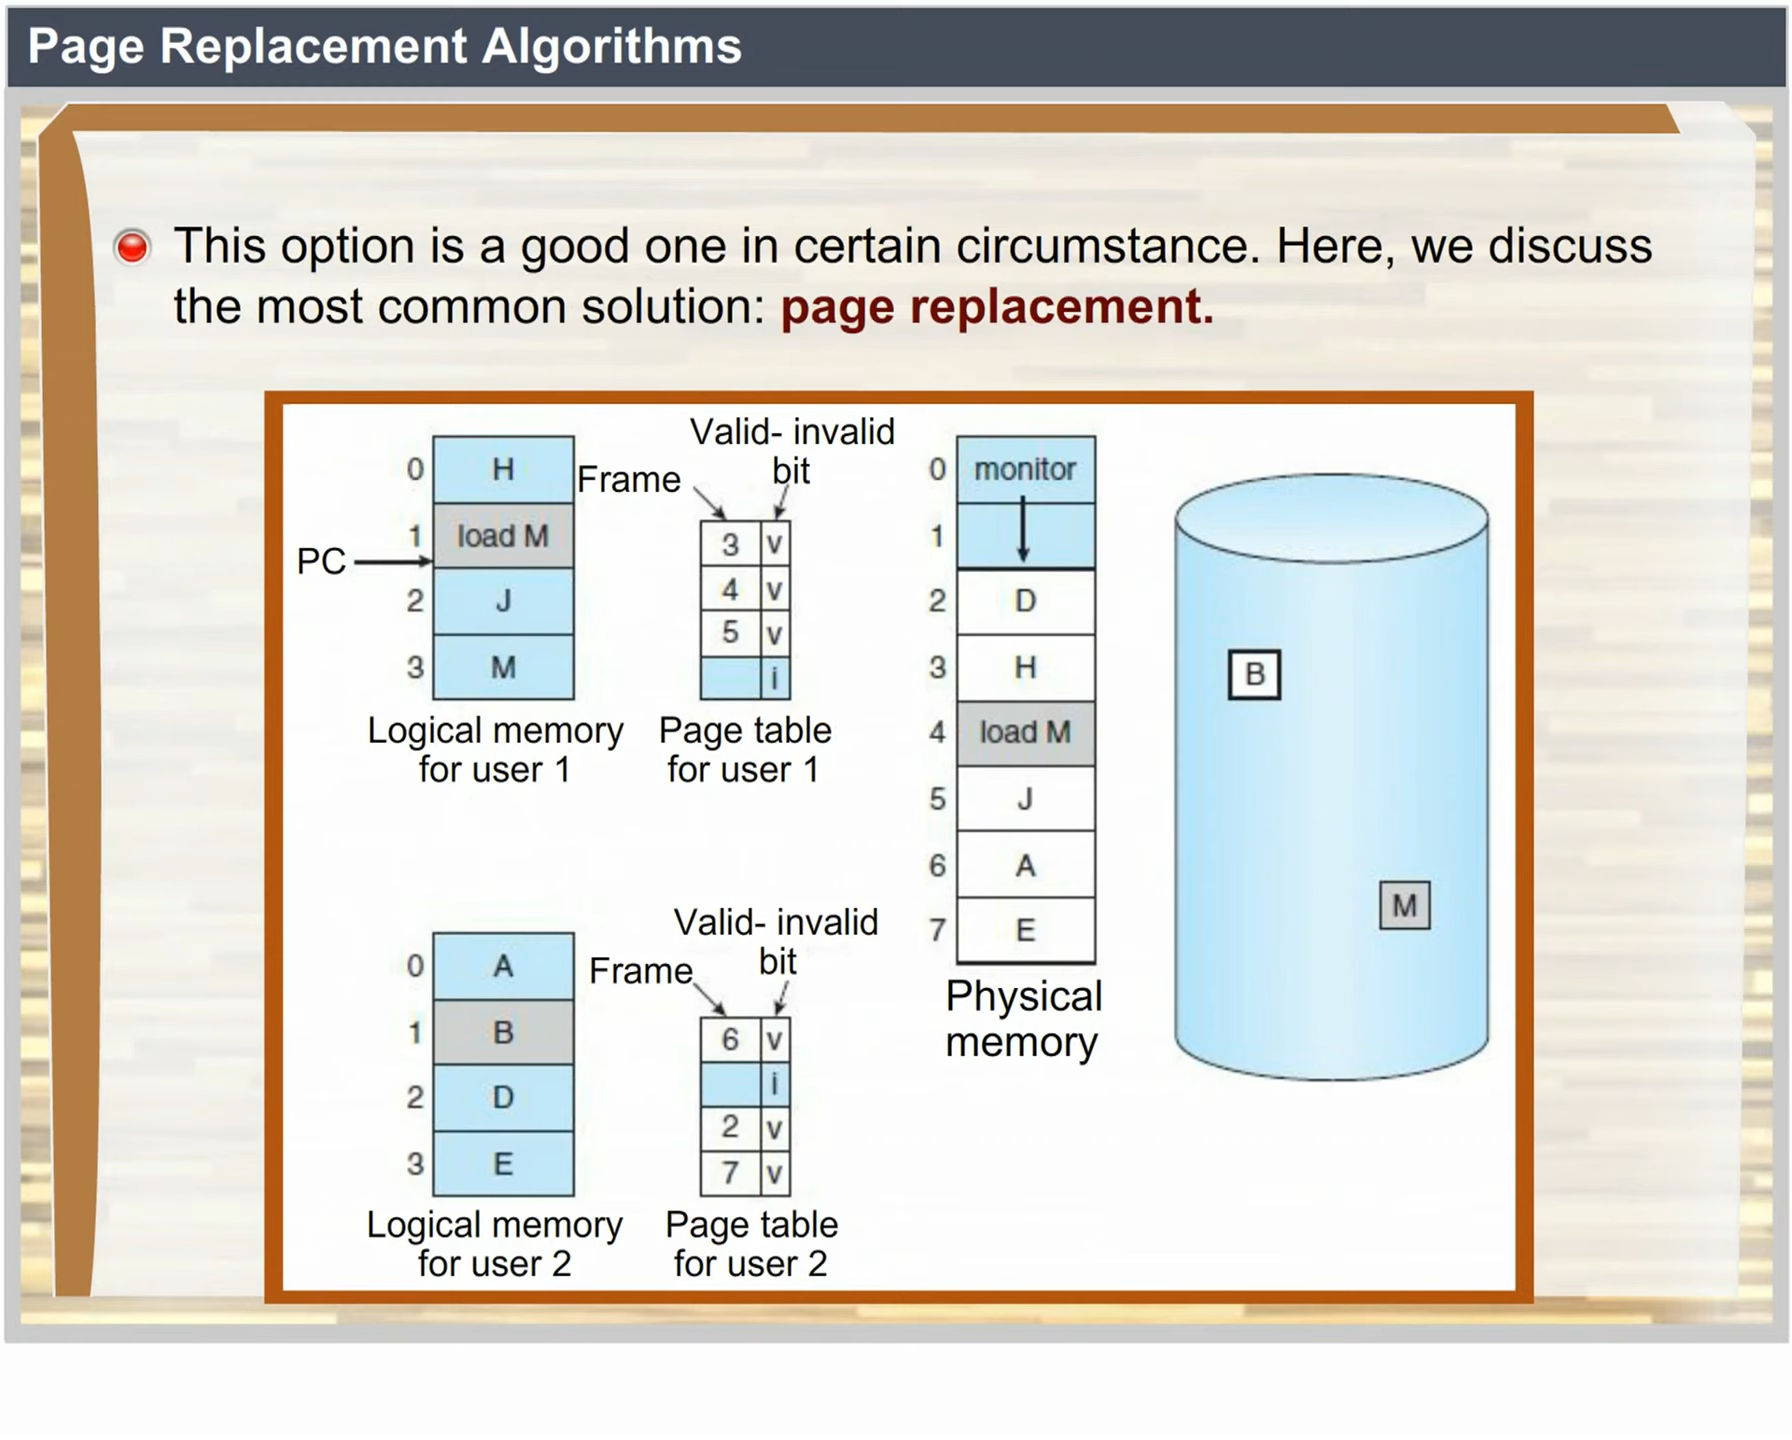 Page Replacement Algorithms
This option is a good one in certain circumstance. Here, we discuss
the most common solution: page replacement.
Valid- invalid
bit
Frame
0 H
1 load M
PC
2 J
3 M
3 v
4 v
5 v
i
Logical memory
for user 1
Page table
for user 1
0 monitor
1
2 D
3 H
4 load M
5 J
6 A
7 E
Physical
memory
B
M
Valid- invalid
bit
Frame
0 A
1 B
2 D
3 E
6 v
i
2 v
7 v
Logical memory
for user 2
Page table
for user 2